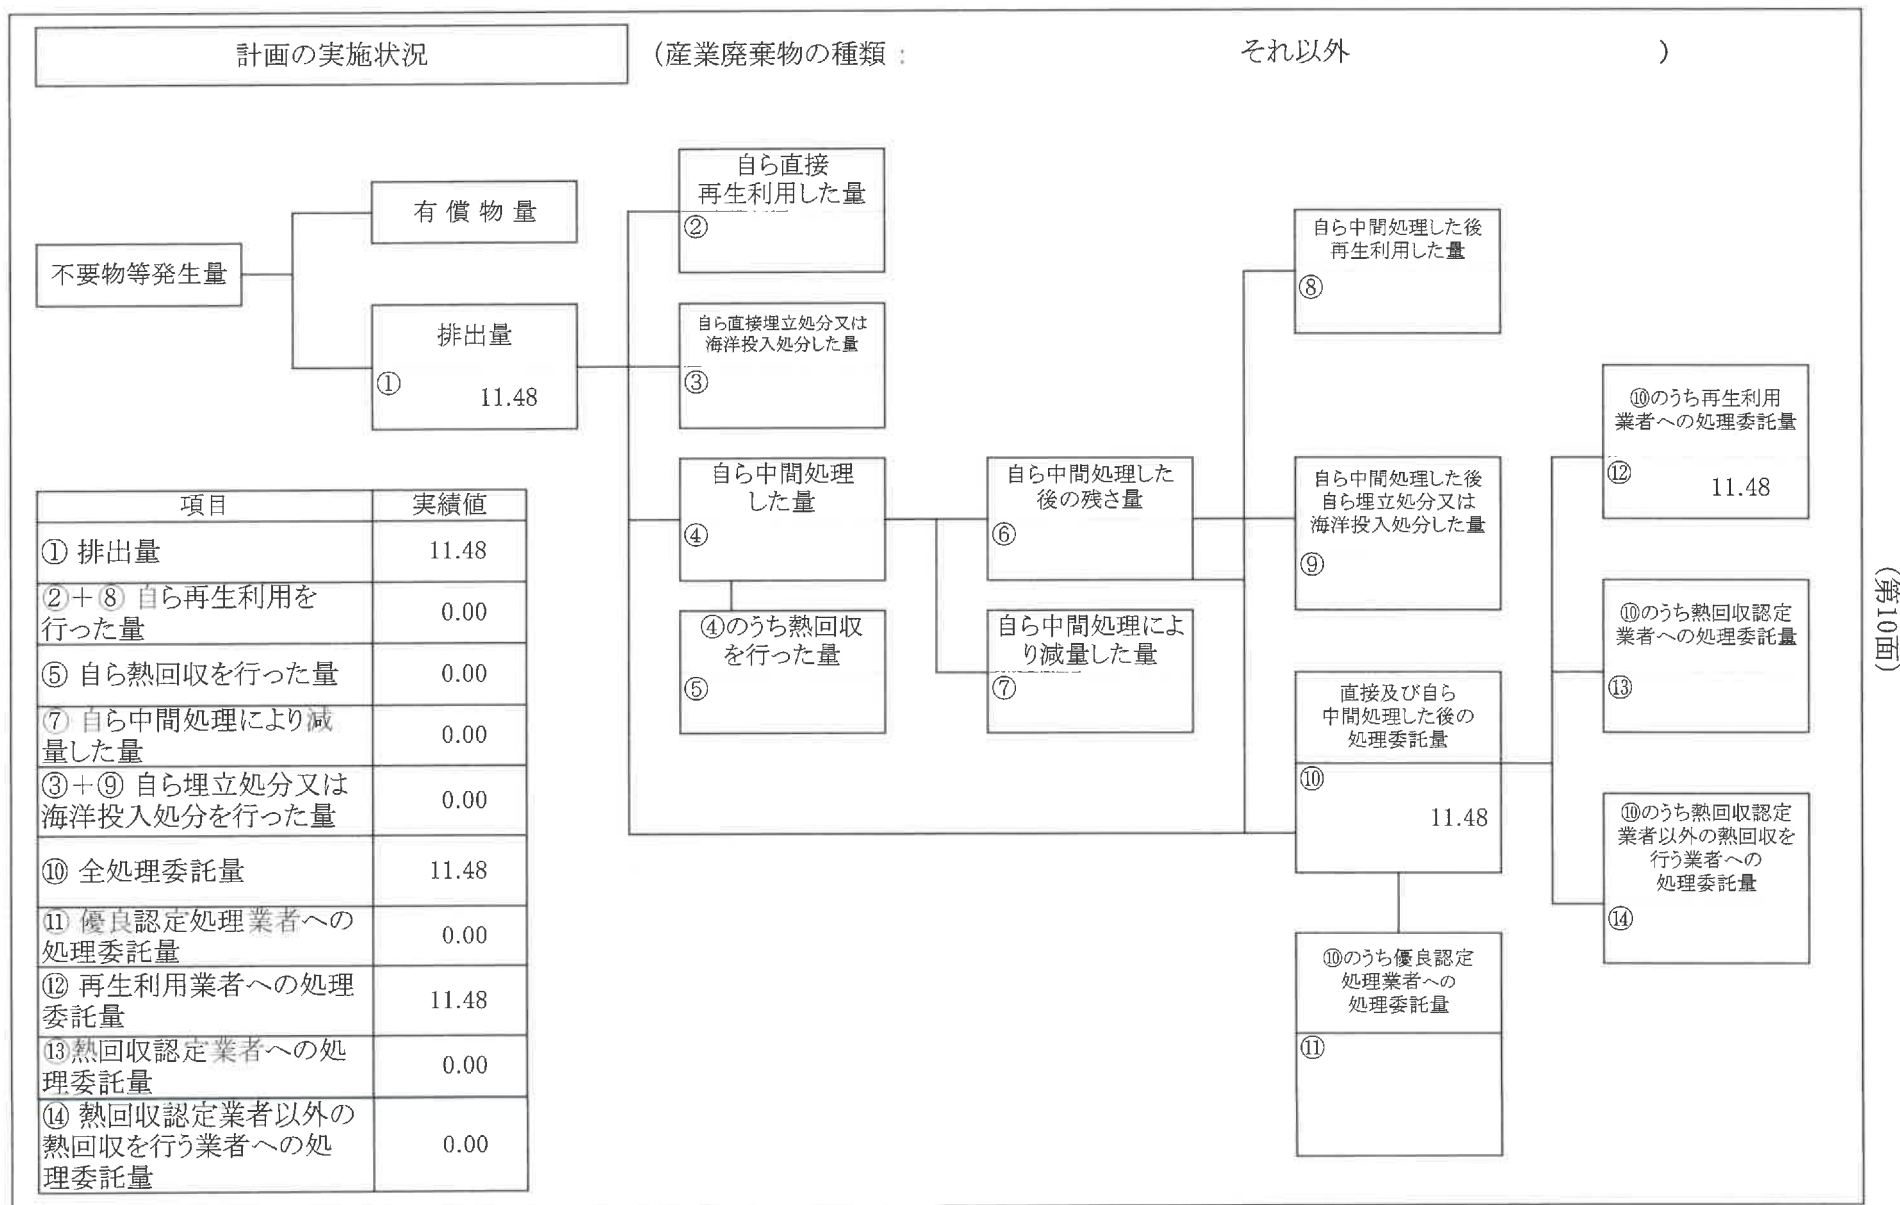 計画の実施状況
(産業廃棄物の種類: それ以外 )
不要物等発生量
有償物量
排出量
①
11.48
自ら直接
再生利用した量
②
自ら直接埋立処分又は
海洋投入処分した量
③
自ら中間処理
した量
④
④のうち熱回収
を行った量
⑤
自ら中間処理した
後の残さ量
⑥
自ら中間処理によ
り減量した量
⑦
自ら中間処理した後
再生利用した量
⑧
自ら中間処理した後
自ら埋立処分又は
海洋投入処分した量
⑨
直接及び自ら
中間処理した後の
処理委託量
⑩
11.48
⑩のうち優良認定
処理業者への
処理委託量
⑪
⑩のうち再生利用
業者への処理委託量
⑫
11.48
⑩のうち熱回収認定
業者への処理委託量
⑬
⑩のうち熱回収認定
業者以外の熱回収を
行う業者への
処理委託量
⑭
項目 実績値
① 排出量 11.48
②+⑧ 自ら再生利用を
行った量 0.00
⑤ 自ら熱回収を行った量 0.00
⑦ 自ら中間処理により減
量した量 0.00
③+⑨ 自ら埋立処分又は
海洋投入処分を行った量 0.00
⑩ 全処理委託量 11.48
⑪ 優良認定処理業者への
処理委託量 0.00
⑫ 再生利用業者への処理
委託量 11.48
⑬熱回収認定業者への処
理委託量 0.00
⑭ 熱回収認定業者以外の
熱回収を行う業者への処
理委託量 0.00
(第10面)